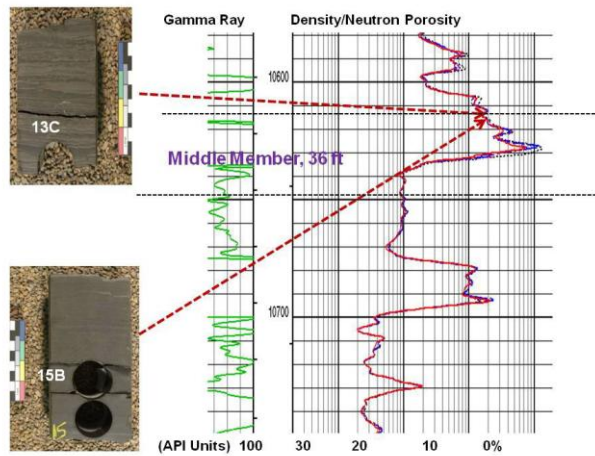 Gamma Ray
Density/Neutron Porosity
13C
10600
Middle Member, 36 ft
10700
15B
15
(API Units) 100
30 20 10 0%